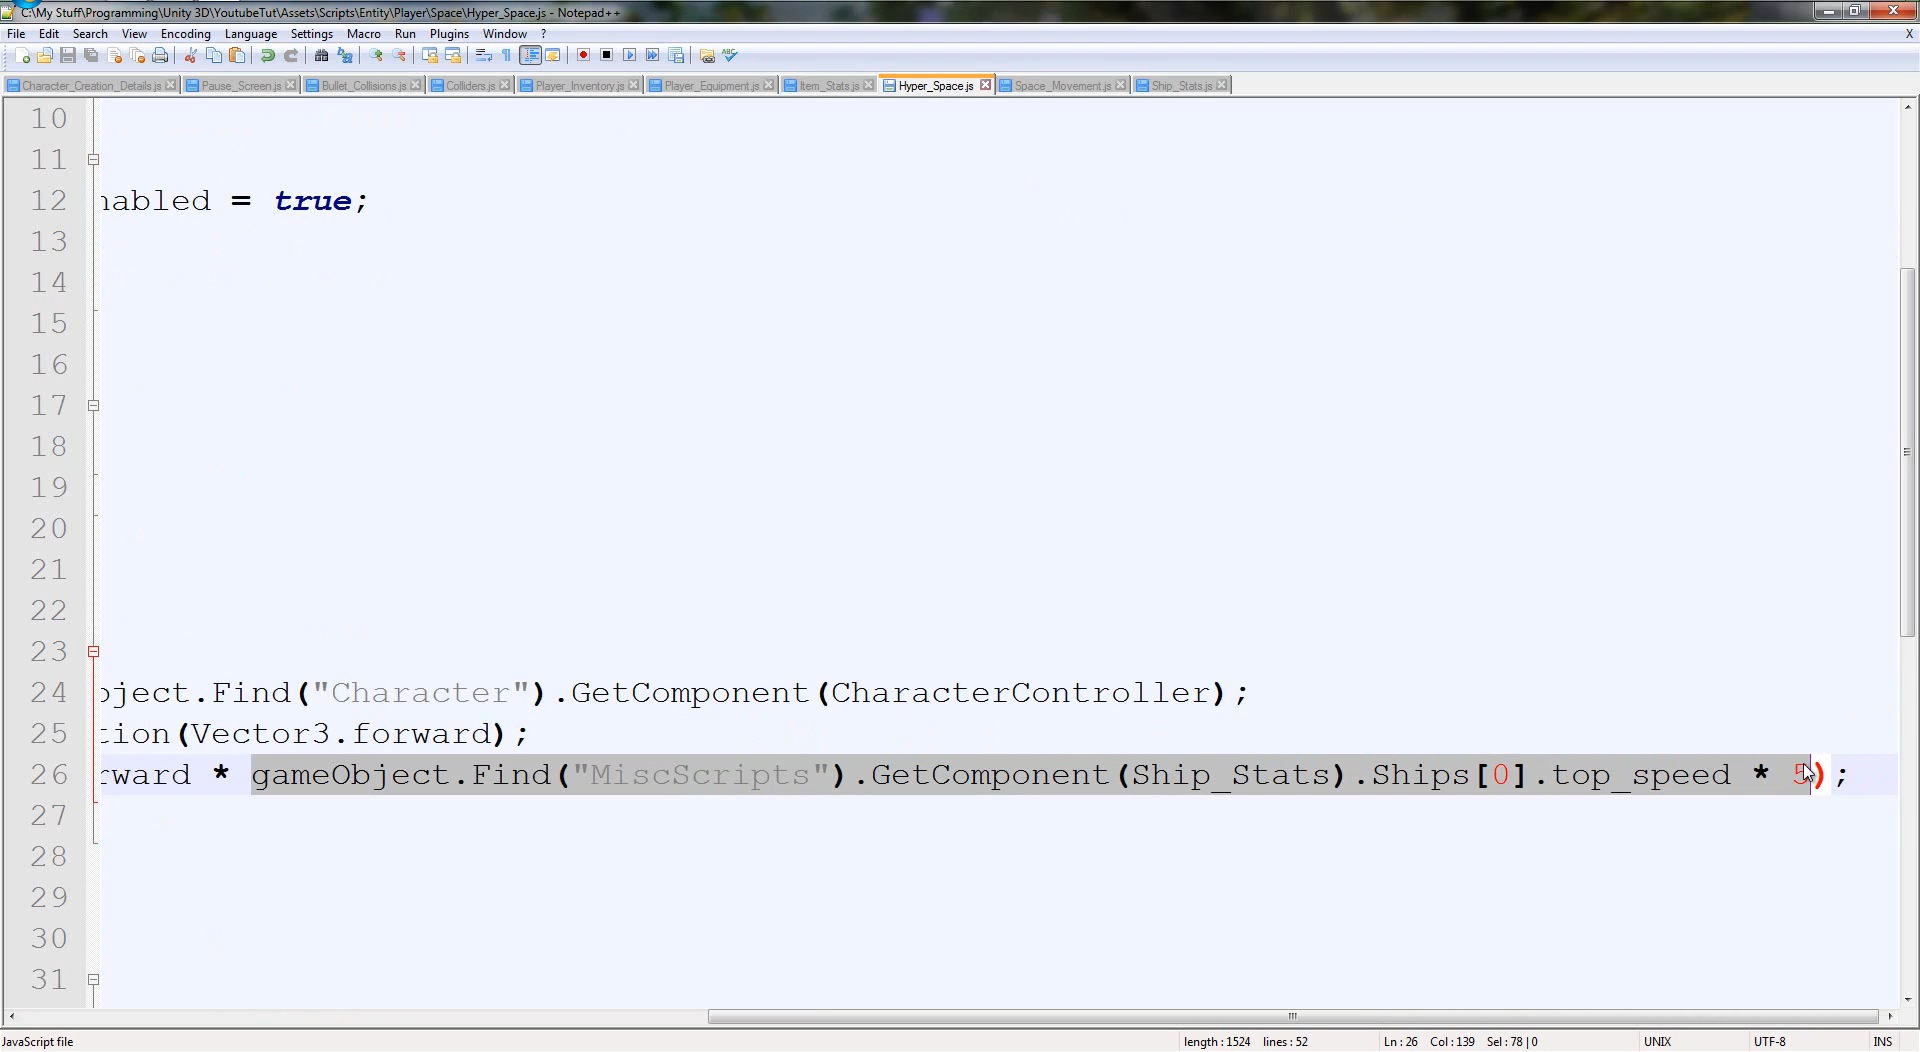 C:\My Stuff\Programming\Unity 3D\YoutubeTut\Assets\Scripts\Entity\Player\Space\Hyper_Space.js - Notepad++
File Edit Search View Encoding Language Settings Macro Run Plugins Window ? X
Character_Creation_Details.js Pause_Screen.js Bullet_Collisions.js Colliders.js Player_Inventory.js Player_Equipment.js Item_Stats.js Hyper_Space.js Space_Movement.js Ship_Stats.js
10
11
12 nabled = true;
13
14
15
16
17
18
19
20
21
22
23
24 bject.Find("Character").GetComponent(CharacterController);
25 tion(Vector3.forward);
26 rward * gameObject.Find("MiscScripts").GetComponent(Ship_Stats).Ships[0].top_speed * 5);
27
28
29
30
31
JavaScript file length : 1524 lines : 52 Ln : 26 Col : 139 Sel : 78 | 0 UNIX UTF-8 INS